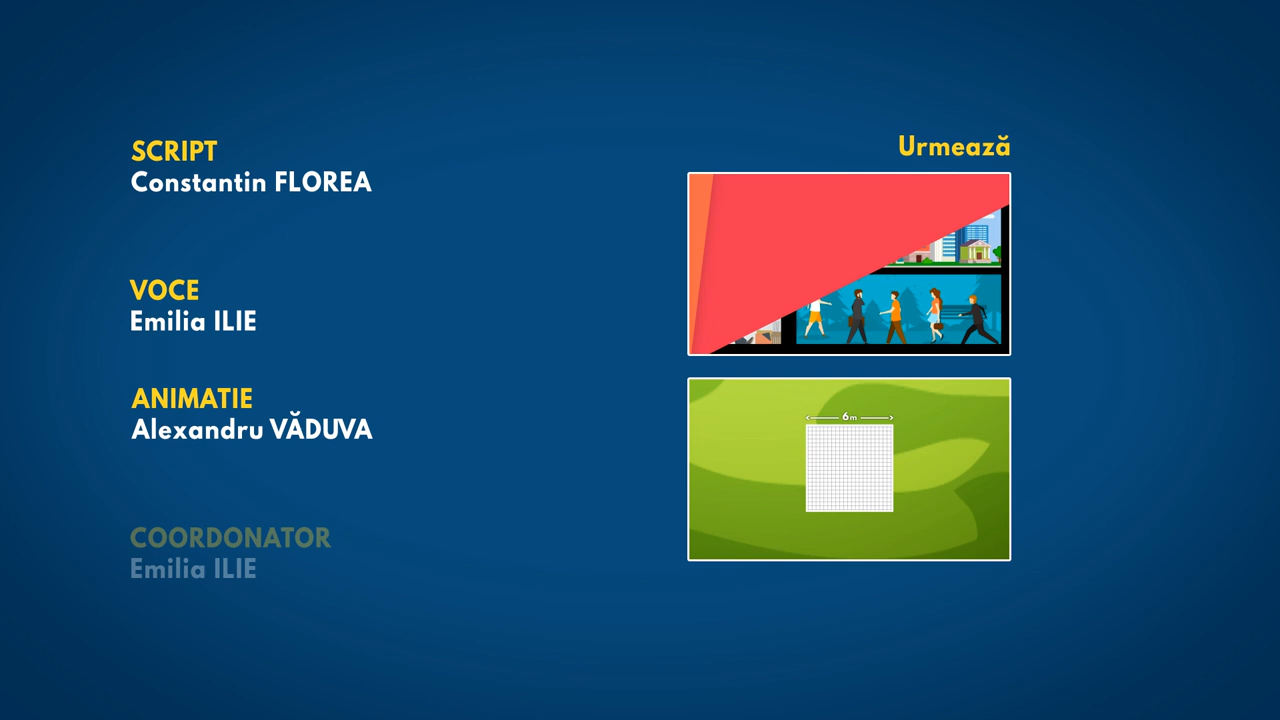 SCRIPT
Constantin FLOREA
VOCE
Emilia ILIE
ANIMATIE
Alexandru VĂDUVA
COORDONATOR
Emilia ILIE
Urmează
6m